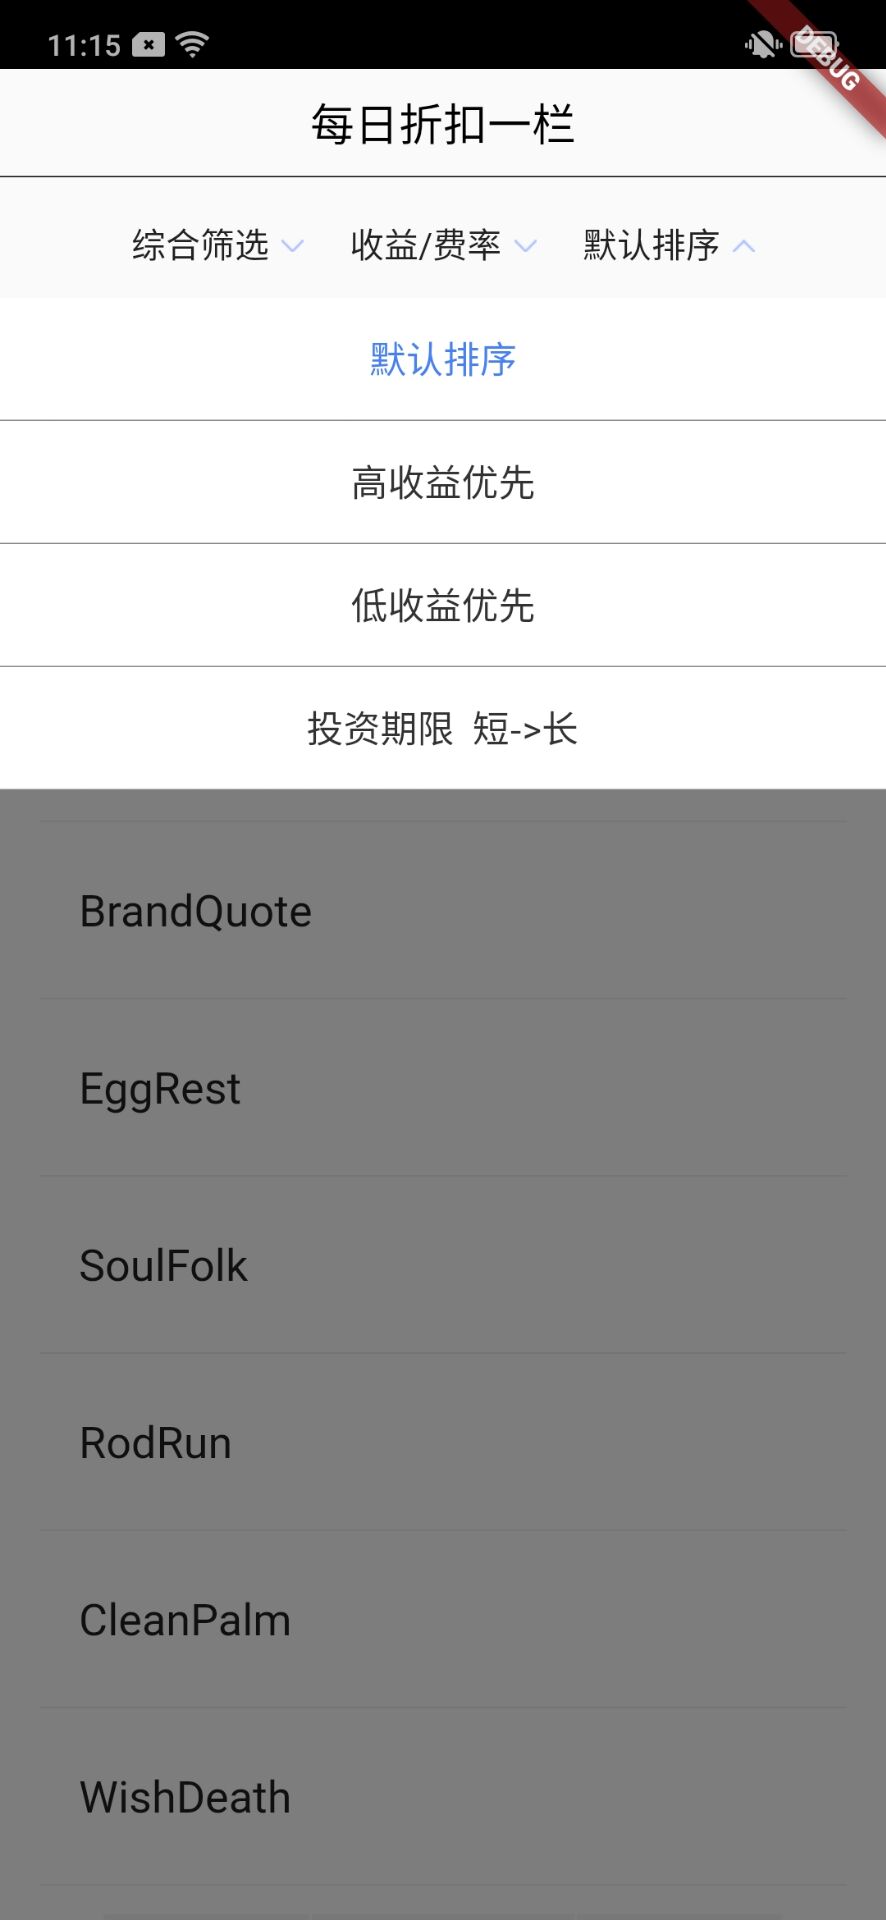 11:15
DEBUG
每日折扣一栏
综合筛选 收益/费率 默认排序
默认排序
高收益优先
低收益优先
投资期限 短->长
BrandQuote
EggRest
SoulFolk
RodRun
CleanPalm
WishDeath